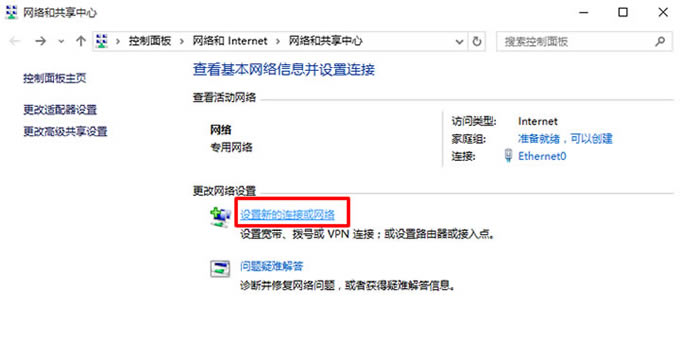 网络和共享中心
控制面板 > 网络和 Internet > 网络和共享中心
搜索控制面板
控制面板主页
更改适配器设置
更改高级共享设置
查看基本网络信息并设置连接
查看活动网络
网络
专用网络
访问类型: Internet
家庭组: 准备就绪，可以创建
连接: Ethernet0
更改网络设置
设置新的连接或网络
设置宽带、拨号或 VPN 连接；或设置路由器或接入点。
问题疑难解答
诊断并修复网络问题，或者获得疑难解答信息。